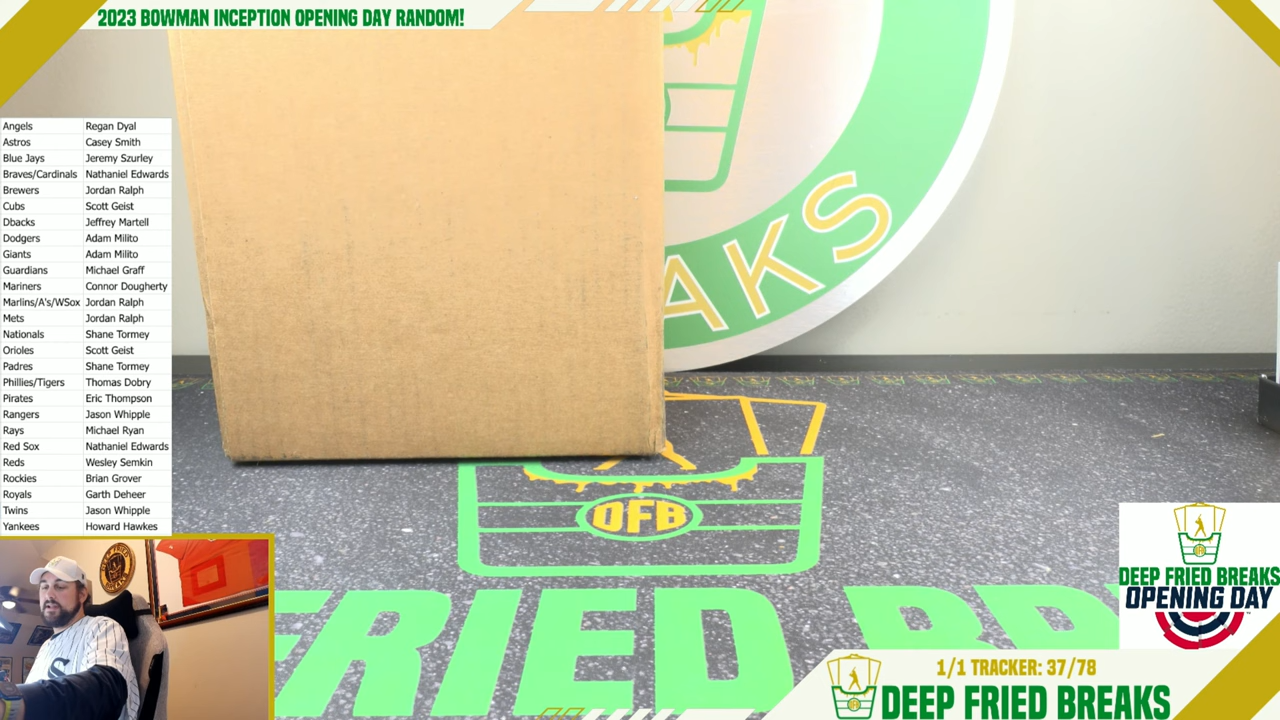 2023 BOWMAN INCEPTION OPENING DAY RANDOM!
Angels Regan Dyal
Astros Casey Smith
Blue Jays Jeremy Szurley
Braves/Cardinals Nathaniel Edwards
Brewers Jordan Ralph
Cubs Scott Geist
Dbacks Jeffrey Martell
Dodgers Adam Milito
Giants Adam Milito
Guardians Michael Graff
Mariners Connor Dougherty
Marlins/A's/WSox Jordan Ralph
Mets Jordan Ralph
Nationals Shane Tormey
Orioles Scott Geist
Padres Shane Tormey
Phillies/Tigers Thomas Dobry
Pirates Eric Thompson
Rangers Jason Whipple
Rays Michael Ryan
Red Sox Nathaniel Edwards
Reds Wesley Semkin
Rockies Brian Grover
Royals Garth Deheer
Twins Jason Whipple
Yankees Howard Hawkes
AKS
DFB
FRIED
DEEP FRIED BREAKS
OPENING DAY
1/1 TRACKER: 37/78
DEEP FRIED BREAKS